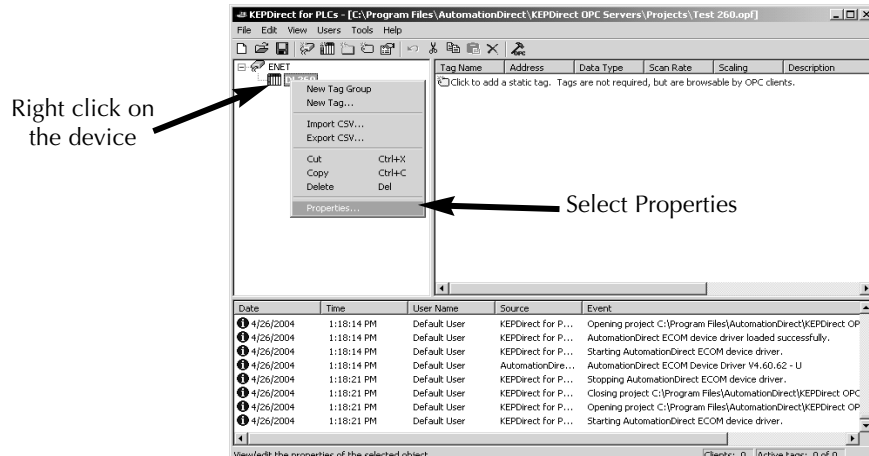 KEPDirect for PLCs - [C:\Program Files\AutomationDirect\KEPDirect OPC Servers\Projects\Test 260.opf]
File Edit View Users Tools Help
ENET
Tag Name Address Data Type Scan Rate Scaling Description
Click to add a static tag. Tags are not required, but are browsable by OPC clients.
New Tag Group
New Tag...
Import CSV...
Export CSV...
Cut Ctrl+X
Copy Ctrl+C
Delete Del
Properties...
Right click on
the device
Select Properties
Date Time User Name Source Event
4/26/2004 1:18:14 PM Default User KEPDirect for P... Opening project C:\Program Files\AutomationDirect\KEPDirect OP
4/26/2004 1:18:14 PM Default User KEPDirect for P... AutomationDirect ECOM device driver loaded successfully.
4/26/2004 1:18:14 PM Default User KEPDirect for P... Starting AutomationDirect ECOM device driver.
4/26/2004 1:18:14 PM Default User AutomationDire... AutomationDirect ECOM Device Driver V4.60.62 - U
4/26/2004 1:18:21 PM Default User KEPDirect for P... Stopping AutomationDirect ECOM device driver.
4/26/2004 1:18:21 PM Default User KEPDirect for P... Closing project C:\Program Files\AutomationDirect\KEPDirect OPC
4/26/2004 1:18:21 PM Default User KEPDirect for P... Opening project C:\Program Files\AutomationDirect\KEPDirect OP
4/26/2004 1:18:21 PM Default User KEPDirect for P... Starting AutomationDirect ECOM device driver.
View/edit the properties of the selected object Clients: 0 Active tags: 0 of 0